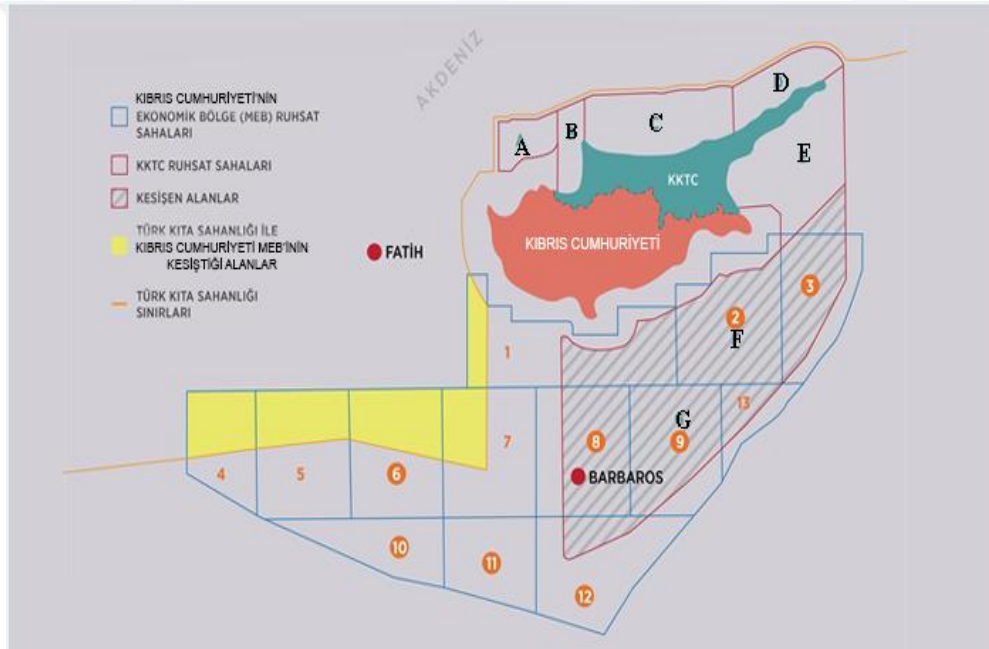 AKDENİZ
KIBRIS CUMHURİYETİ'NİN
EKONOMİK BÖLGE (MEB) RUHSAT
SAHALARI
KKTC RUHSAT SAHALARI
KESİŞEN ALANLAR
TÜRK KITA SAHANLIĞI İLE
KIBRIS CUMHURİYETİ MEB'İNİN
KESİŞTİĞİ ALANLAR
TÜRK KITA SAHANLIĞI
SINIRLARI
A
B
C
D
E
KKTC
KIBRIS CUMHURİYETİ
FATİH
3
2
F
1
13
G
7
8
9
BARBAROS
4
5
6
10
11
12